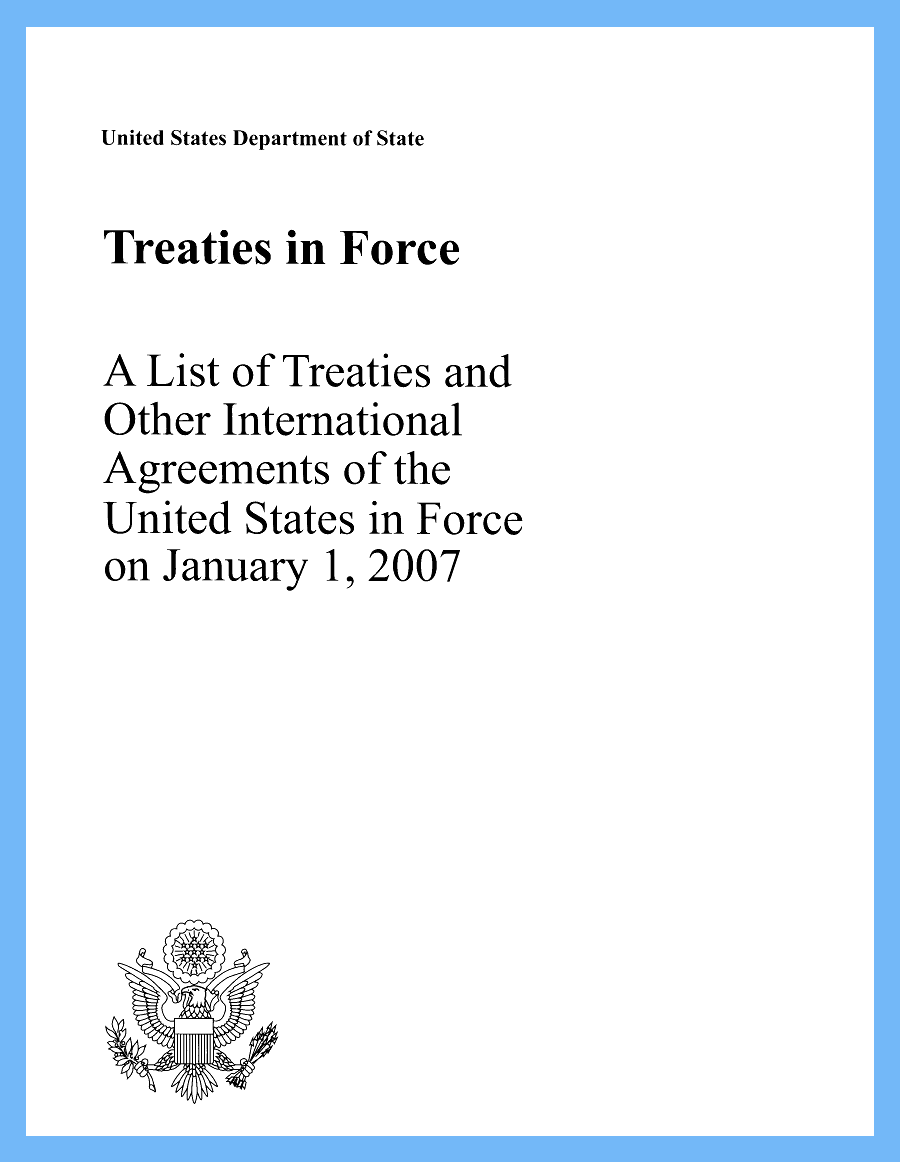 United States Department of State
Treaties in Force
A List of Treaties and
Other International
Agreements of the
United States in Force
on January 1, 2007